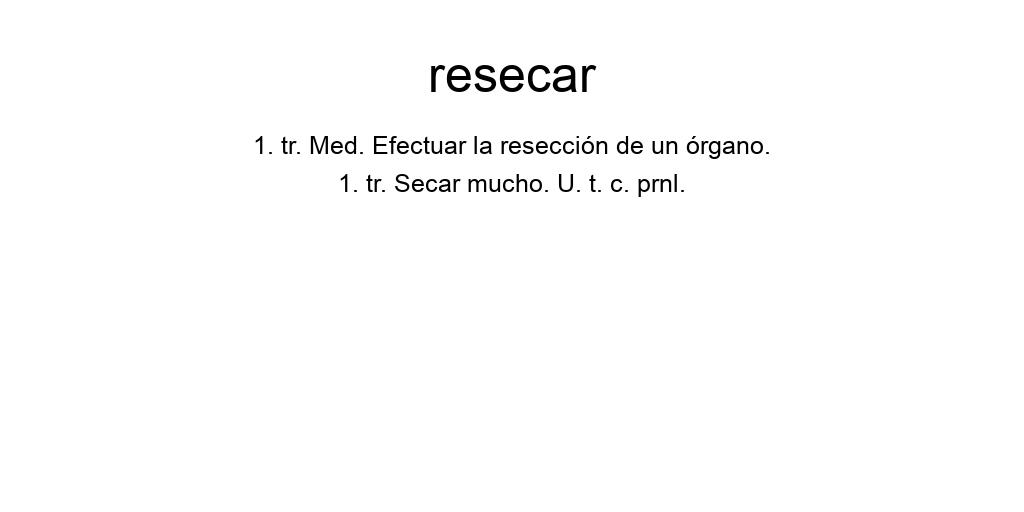 resecar
1. tr. Med. Efectuar la resección de un órgano.
1. tr. Secar mucho. U. t. c. prnl.